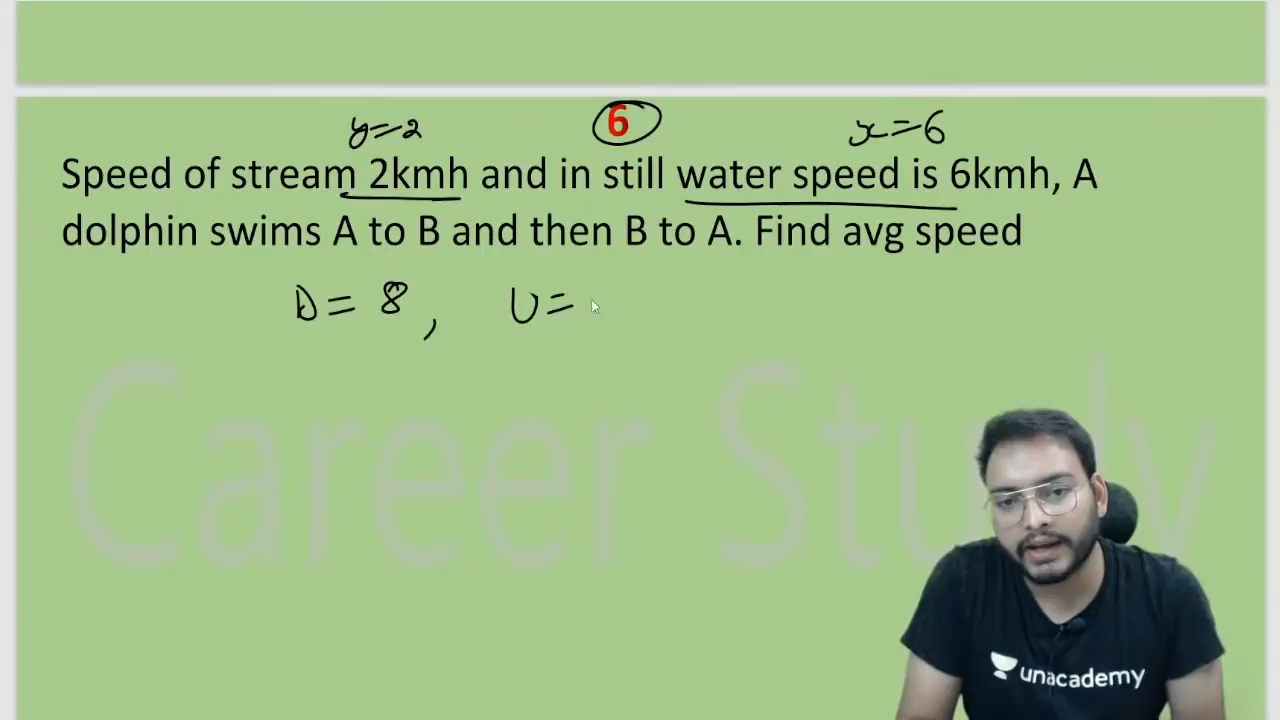 y=2
6
x=6
Speed of stream 2kmh and in still water speed is 6kmh, A
dolphin swims A to B and then B to A. Find avg speed
D= 8, U=
Career Study
unacademy